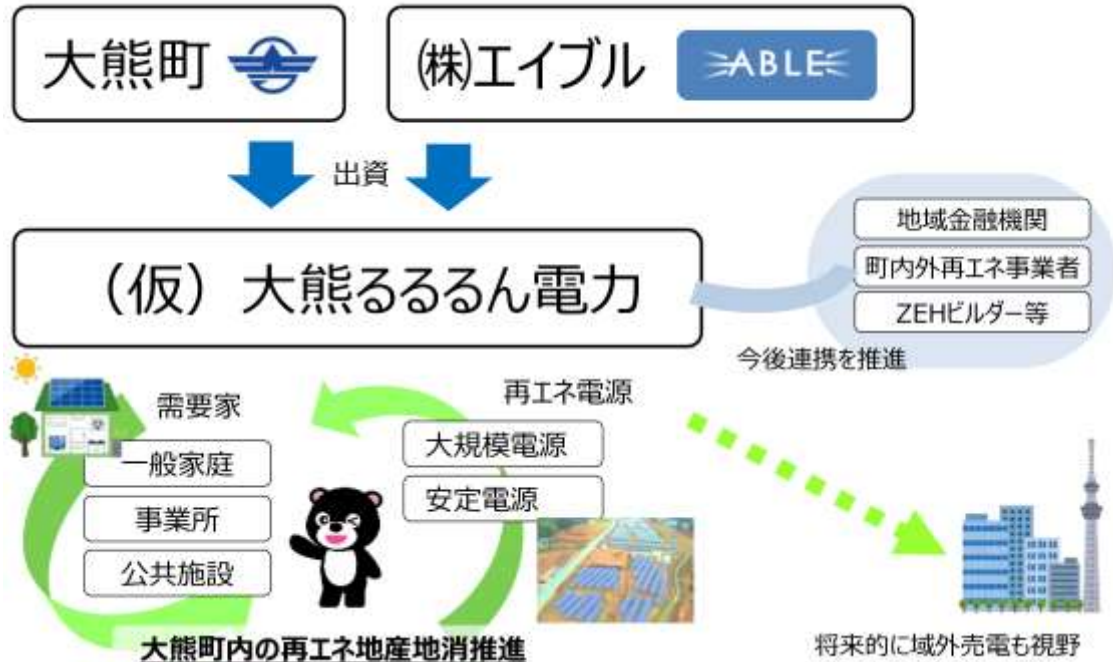 大熊町
㈱エイブル
ABLE
出資
（仮）大熊るるるん電力
地域金融機関
町内外再エネ事業者
ZEHビルダー等
今後連携を推進
需要家
一般家庭
事業所
公共施設
再エネ電源
大規模電源
安定電源
大熊町内の再エネ地産地消推進
将来的に域外売電も視野